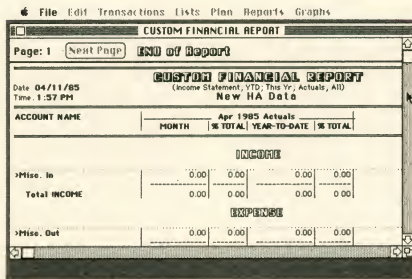 File Edit Transactions Lists Plan Reports Graphs
CUSTOM FINANCIAL REPORT
Page: 1 Next Page END of Report
CUSTOM FINANCIAL REPORT
Date 04/11/85 (Income Statement, YTD; This Yr; Actuals, All)
Time 1:57 PM New HA Data
ACCOUNT NAME Apr 1985 Actuals
MONTH % TOTAL YEAR-TO-DATE % TOTAL
INCOME
>Misc. In 0.00 0.00 0.00 0.00
Total INCOME 0.00 0.00 0.00 0.00
EXPENSE
>Misc. Out 0.00 0.00 0.00 0.00